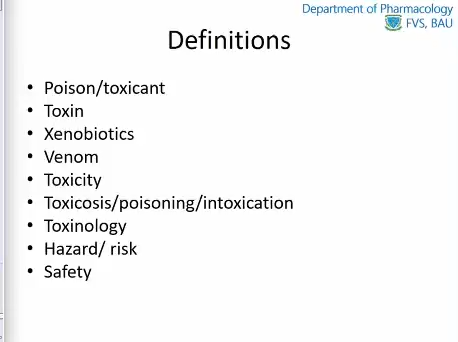 Department of Pharmacology
FVS, BAU
Definitions
• Poison/toxicant
• Toxin
• Xenobiotics
• Venom
• Toxicity
• Toxicosis/poisoning/intoxication
• Toxinology
• Hazard/ risk
• Safety